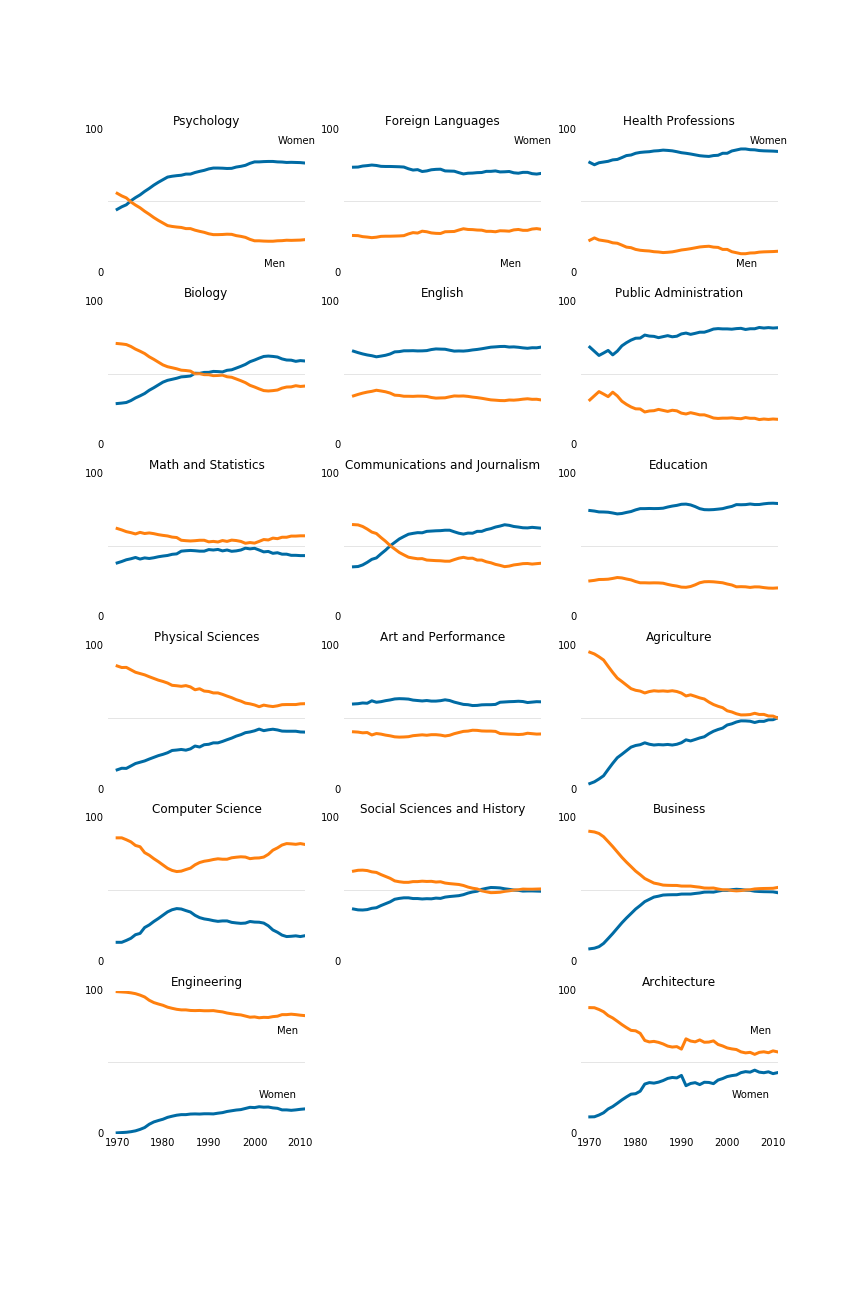 Psychology Foreign Languages Health Professions
100 100 100
Women Women Women
Men Men Men
0 0 0
Biology English Public Administration
100 100 100
0 0 0
Math and Statistics Communications and Journalism Education
100 100 100
0 0 0
Physical Sciences Art and Performance Agriculture
100 100 100
0 0 0
Computer Science Social Sciences and History Business
100 100 100
0 0 0
Engineering Architecture
100 100
Men Men
Women Women
0 0
1970 1980 1990 2000 2010 1970 1980 1990 2000 2010